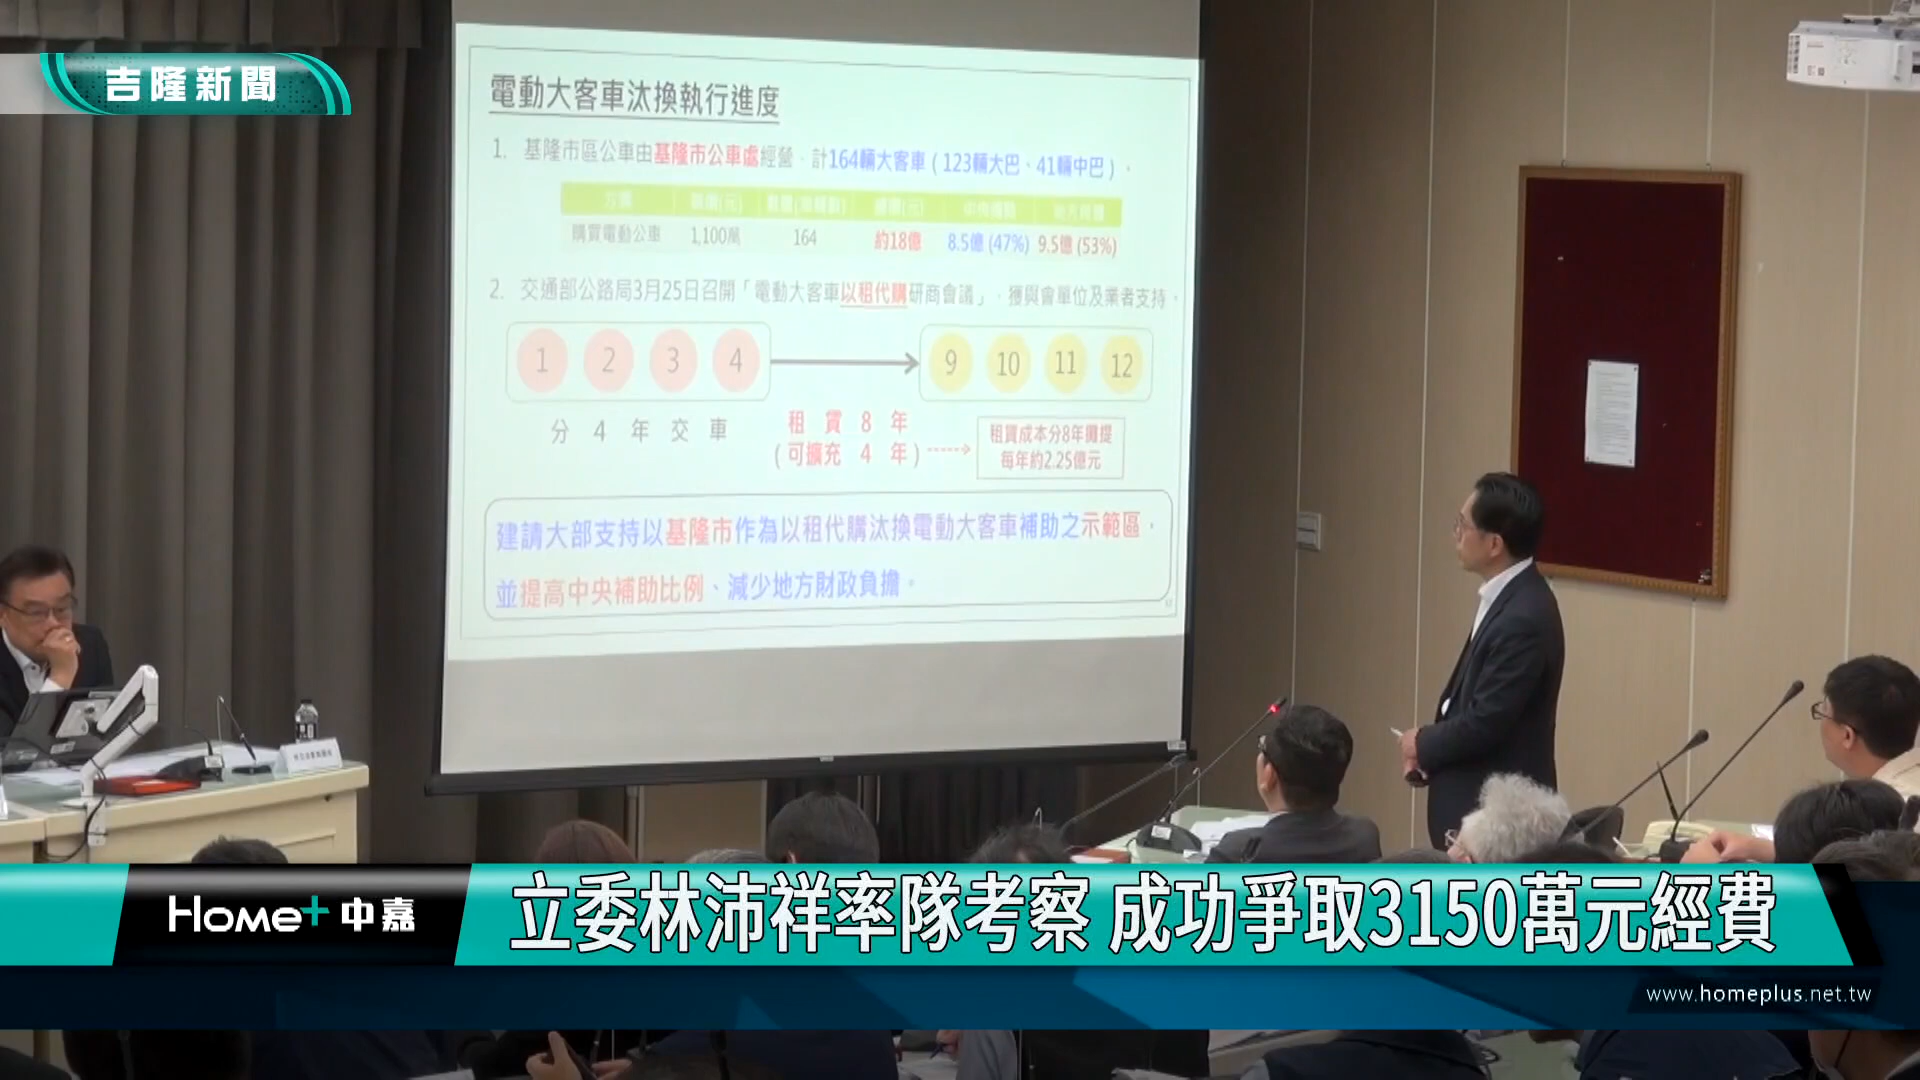 吉隆新聞
電動大客車汰換執行進度
1. 基隆市區公車由基隆市公車處經營,計164輛大客車(123輛大巴、41輛中巴)。
購買電動公車 1,100萬 164 約18億 8.5億 (47%) 9.5億 (53%)
2. 交通部公路局3月25日召開「電動大客車以租代購研商會議」,獲與會單位及業者支持。
1 2 3 4 9 10 11 12
分 4 年 交 車
租 賃 8 年
(可擴充 4 年)
租賃成本分8年攤提
每年約2.25億元
建請大部支持以基隆市作為以租代購汰換電動大客車補助之示範區,
並提高中央補助比例、減少地方財政負擔。
Home+ 中嘉
立委林沛祥率隊考察 成功爭取3150萬元經費
www.homeplus.net.tw